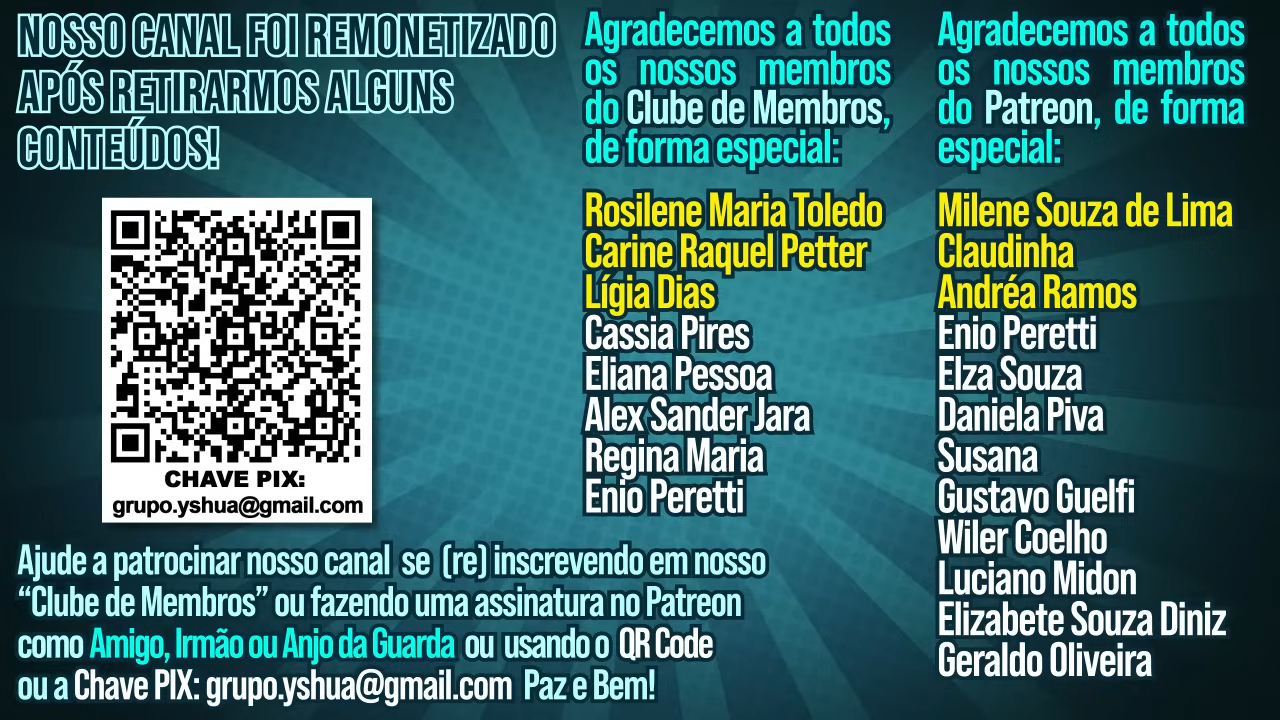 NOSSO CANAL FOI REMONETIZADO
APÓS RETIRARMOS ALGUNS
CONTEÚDOS!
CHAVE PIX:
grupo.yshua@gmail.com
Ajude a patrocinar nosso canal se (re) inscrevendo em nosso
“Clube de Membros” ou fazendo uma assinatura no Patreon
como Amigo, Irmão ou Anjo da Guarda ou usando o QR Code
ou a Chave PIX: grupo.yshua@gmail.com Paz e Bem!
Agradecemos a todos
os nossos membros
do Clube de Membros,
de forma especial:
Rosilene Maria Toledo
Carine Raquel Petter
Lígia Dias
Cassia Pires
Eliana Pessoa
Alex Sander Jara
Regina Maria
Enio Peretti
Agradecemos a todos
os nossos membros
do Patreon, de forma
especial:
Milene Souza de Lima
Claudinha
Andréa Ramos
Enio Peretti
Elza Souza
Daniela Piva
Susana
Gustavo Guelfi
Wiler Coelho
Luciano Midon
Elizabete Souza Diniz
Geraldo Oliveira